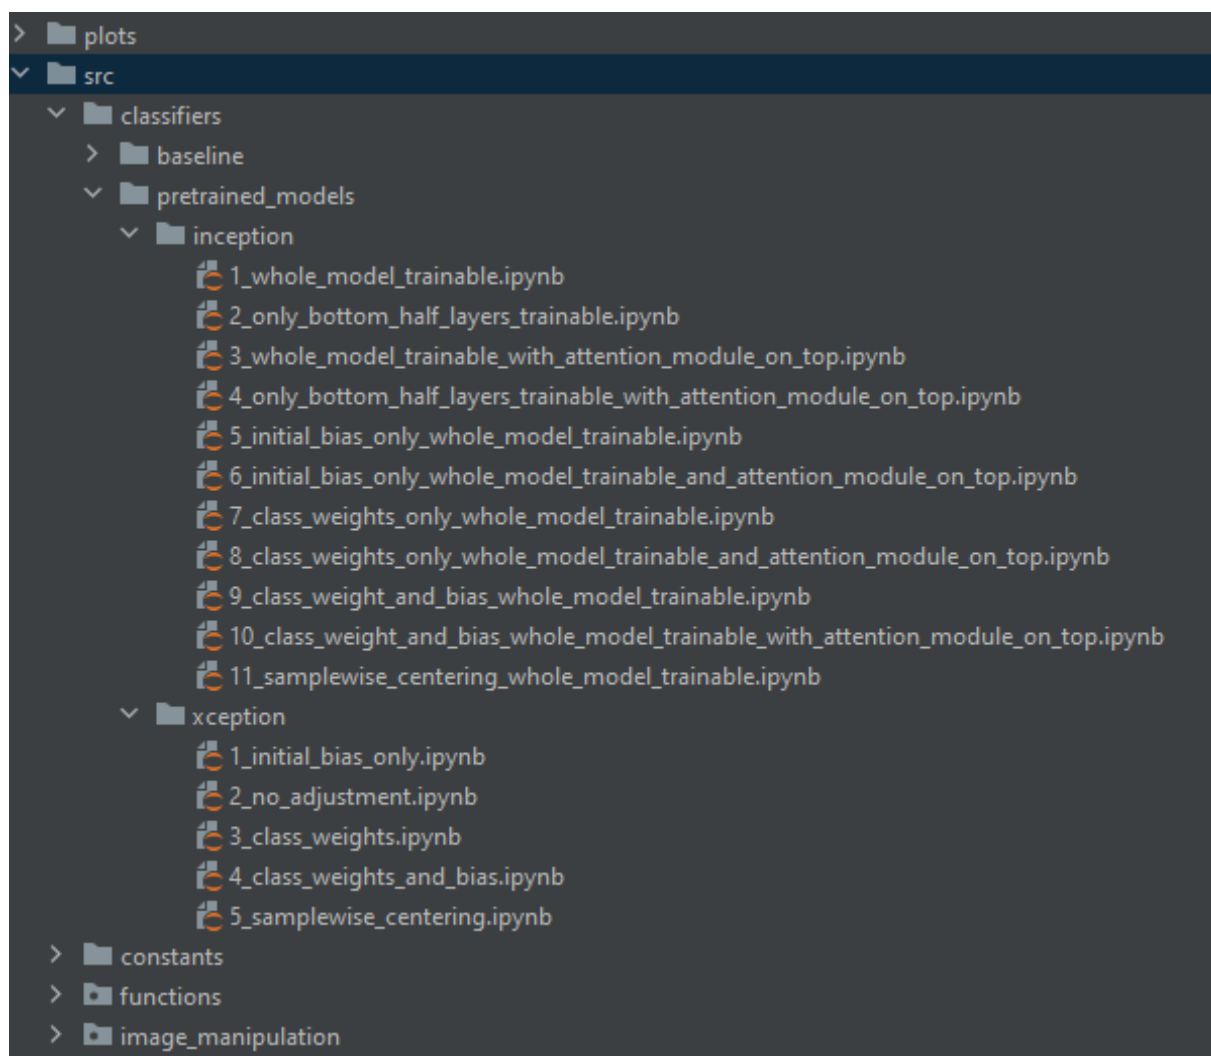 plots
src
classifiers
baseline
pretrained_models
inception
1_whole_model_trainable.ipynb
2_only_bottom_half_layers_trainable.ipynb
3_whole_model_trainable_with_attention_module_on_top.ipynb
4_only_bottom_half_layers_trainable_with_attention_module_on_top.ipynb
5_initial_bias_only_whole_model_trainable.ipynb
6_initial_bias_only_whole_model_trainable_and_attention_module_on_top.ipynb
7_class_weights_only_whole_model_trainable.ipynb
8_class_weights_only_whole_model_trainable_and_attention_module_on_top.ipynb
9_class_weight_and_bias_whole_model_trainable.ipynb
10_class_weight_and_bias_whole_model_trainable_with_attention_module_on_top.ipynb
11_samplewise_centering_whole_model_trainable.ipynb
xception
1_initial_bias_only.ipynb
2_no_adjustment.ipynb
3_class_weights.ipynb
4_class_weights_and_bias.ipynb
5_samplewise_centering.ipynb
constants
functions
image_manipulation